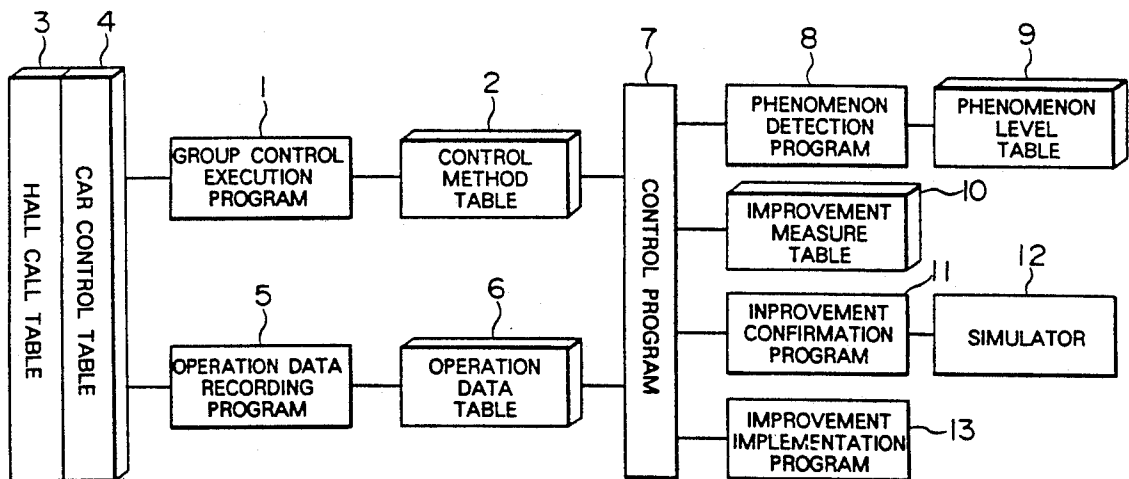 3
4
HALL CALL TABLE
CAR CONTROL TABLE
1
GROUP CONTROL
EXECUTION
PROGRAM
2
CONTROL
METHOD
TABLE
5
OPERATION DATA
RECORDING
PROGRAM
6
OPERATION
DATA
TABLE
7
CONTROL PROGRAM
8
PHENOMENON
DETECTION
PROGRAM
9
PHENOMENON
LEVEL
TABLE
10
IMPROVEMENT
MEASURE
TABLE
11
INPROVEMENT
CONFIRMATION
PROGRAM
12
SIMULATOR
IMPROVEMENT
IMPLEMENTATION
PROGRAM
13